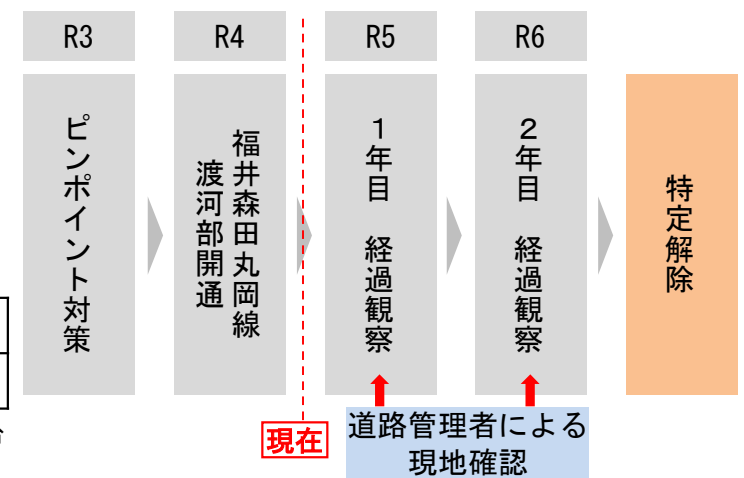 R3
R4
R5
R6
ピンポイント対策
福井森田丸岡線
渡河部開通
1年目　経過観察
2年目　経過観察
特定解除
現在
道路管理者による
現地確認